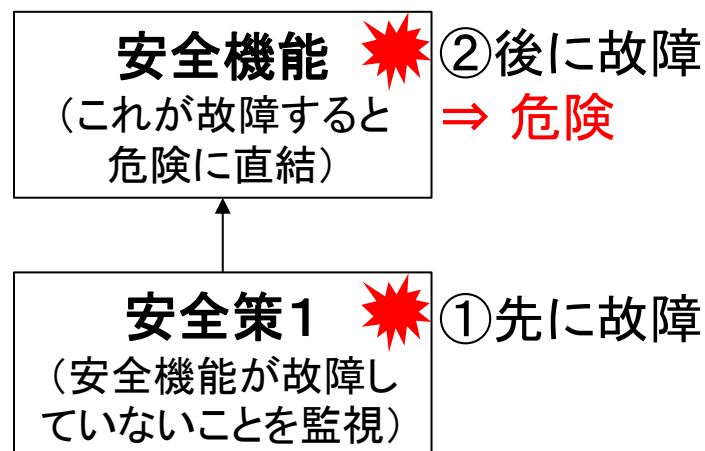 安全機能
（これが故障すると
危険に直結）
②後に故障
⇒ 危険
安全策１
（安全機能が故障し
ていないことを監視）
①先に故障